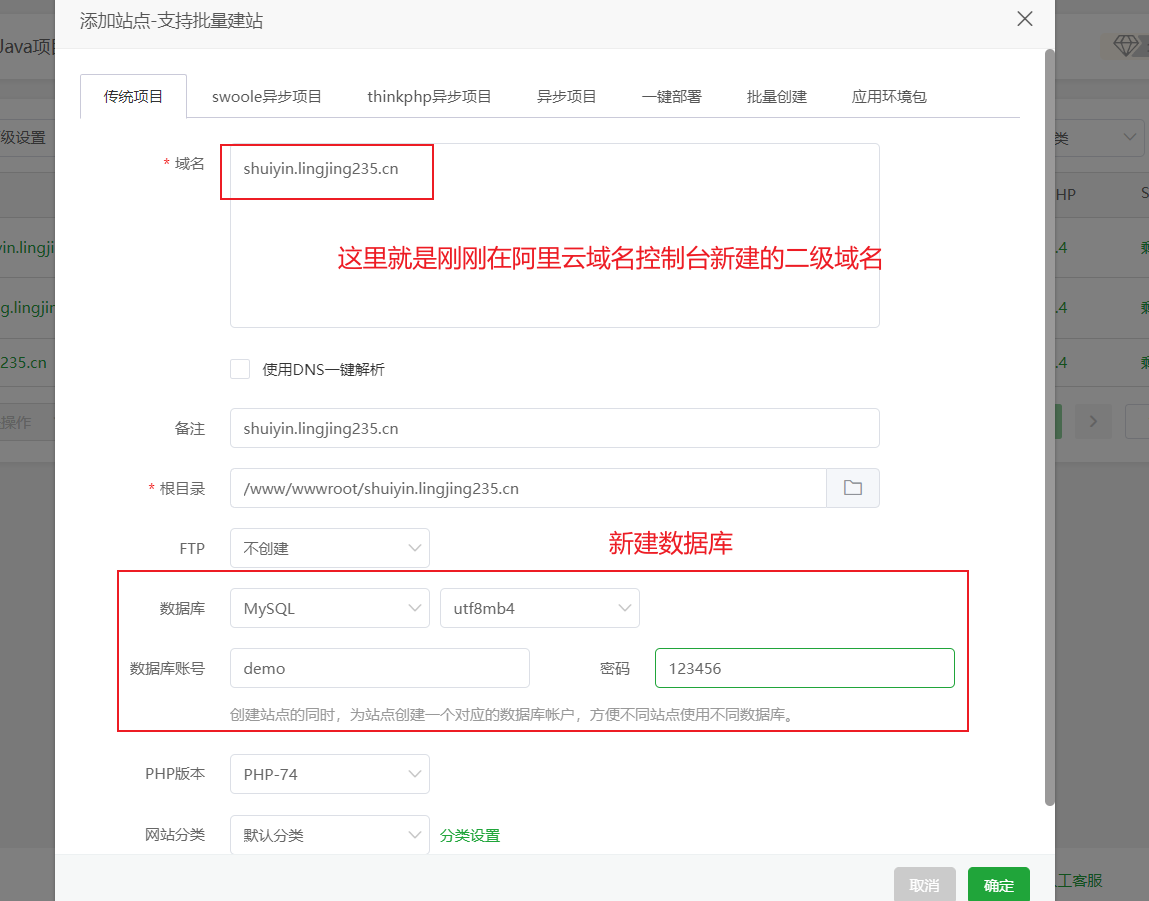 添加站点-支持批量建站
Java项
传统项目 swoole异步项目 thinkphp异步项目 异步项目 一键部署 批量创建 应用环境包
级设置
类
* 域名 shuiyin.lingjing235.cn
HP
S
yin.lingji
这里就是刚刚在阿里云域名控制台新建的二级域名
.4
g.lingjin
.4
235.cn
使用DNS一键解析
.4
操作
备注 shuiyin.lingjing235.cn
* 根目录 /www/wwwroot/shuiyin.lingjing235.cn
FTP 不创建
新建数据库
数据库 MySQL utf8mb4
数据库账号 demo 密码 123456
创建站点的同时，为站点创建一个对应的数据库帐户，方便不同站点使用不同数据库。
PHP版本 PHP-74
网站分类 默认分类 分类设置
取消 确定
工客服